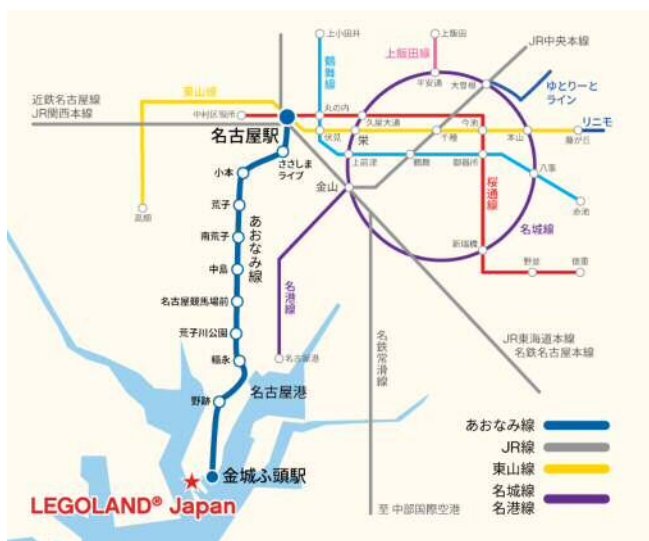 上小田井
上飯田
JR中央本線
鶴舞線
上飯田線
平安通
大曽根
ゆとりーと
ライン
近鉄名古屋線
JR関西本線
東山線
中村区役所
丸の内
久屋大通
今池
リニモ
名古屋駅
伏見
栄
千種
本山
藤が丘
ささしま
ライブ
上前津
鶴舞
御器所
八事
小本
金山
桜通線
高畑
荒子
赤池
あおなみ線
名城線
南荒子
新瑞橋
中島
名港線
野並
徳重
名古屋競馬場前
荒子川公園
名鉄常滑線
JR東海道本線
名鉄名古屋本線
名古屋港
稲永
名古屋港
野跡
あおなみ線
JR線
東山線
金城ふ頭駅
名城線
名港線
LEGOLAND® Japan
至 中部国際空港